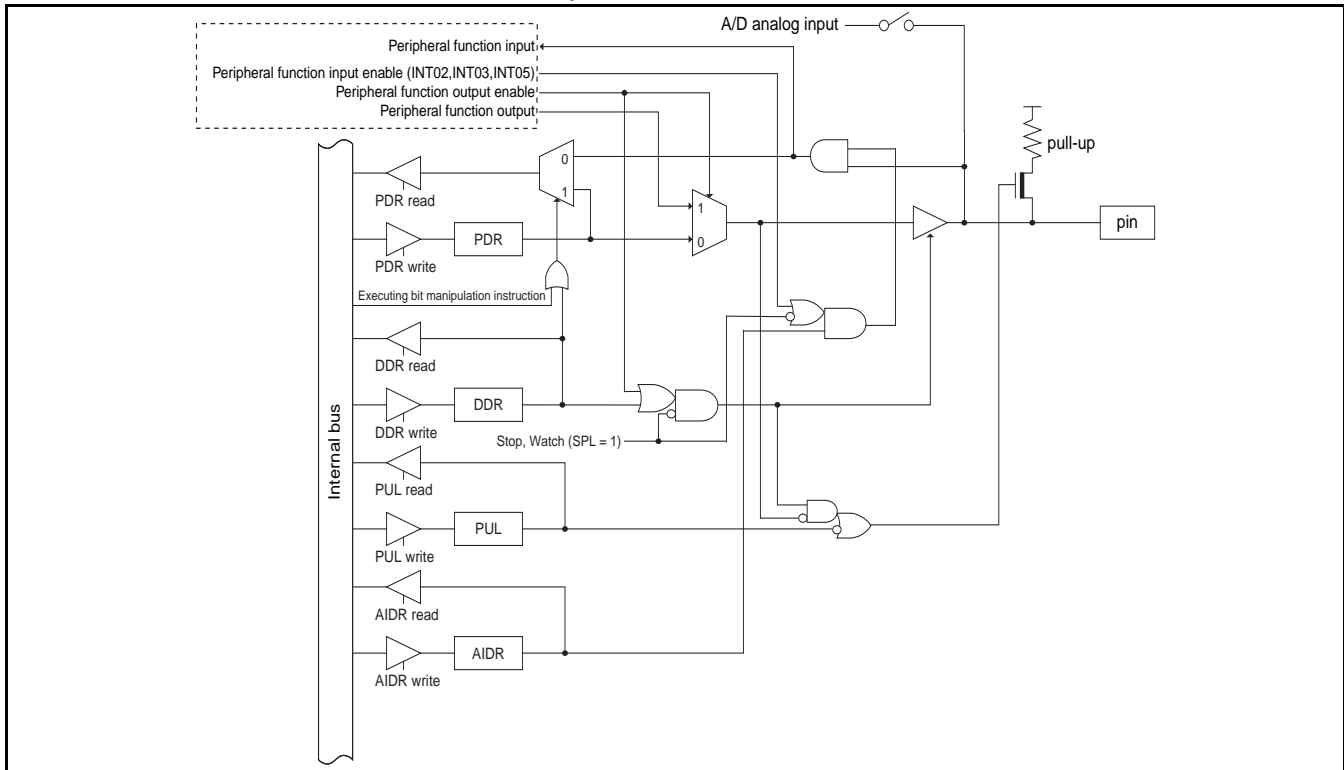 A/D analog input
Peripheral function input
Peripheral function input enable (INT02,INT03,INT05)
Peripheral function output enable
Peripheral function output
pull-up
0
1
PDR read
1
pin
PDR
0
PDR write
Executing bit manipulation instruction
DDR read
DDR
DDR write
Stop, Watch (SPL = 1)
Internal bus
PUL read
PUL
PUL write
AIDR read
AIDR
AIDR write